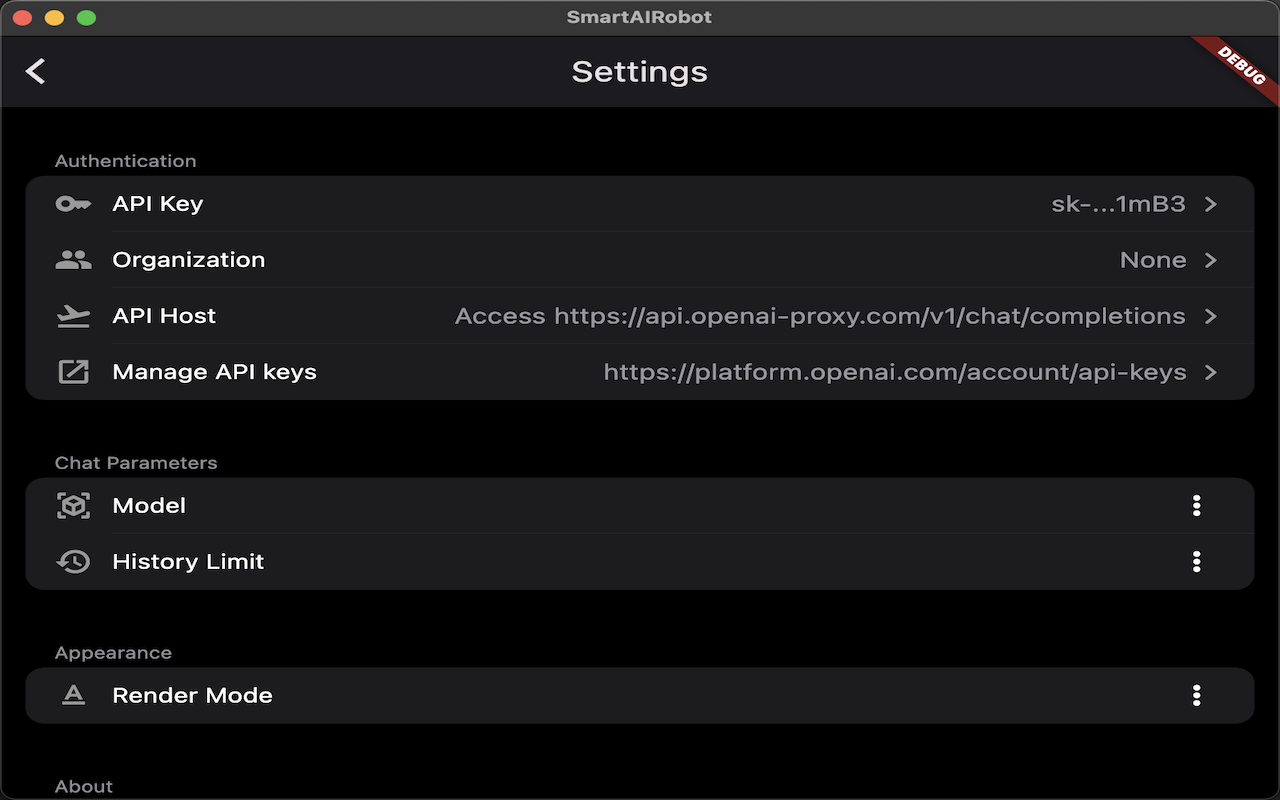 SmartAIRobot
Settings
DEBUG
Authentication
API Key sk-...1mB3
Organization None
API Host Access https://api.openai-proxy.com/v1/chat/completions
Manage API keys https://platform.openai.com/account/api-keys
Chat Parameters
Model
History Limit
Appearance
Render Mode
About